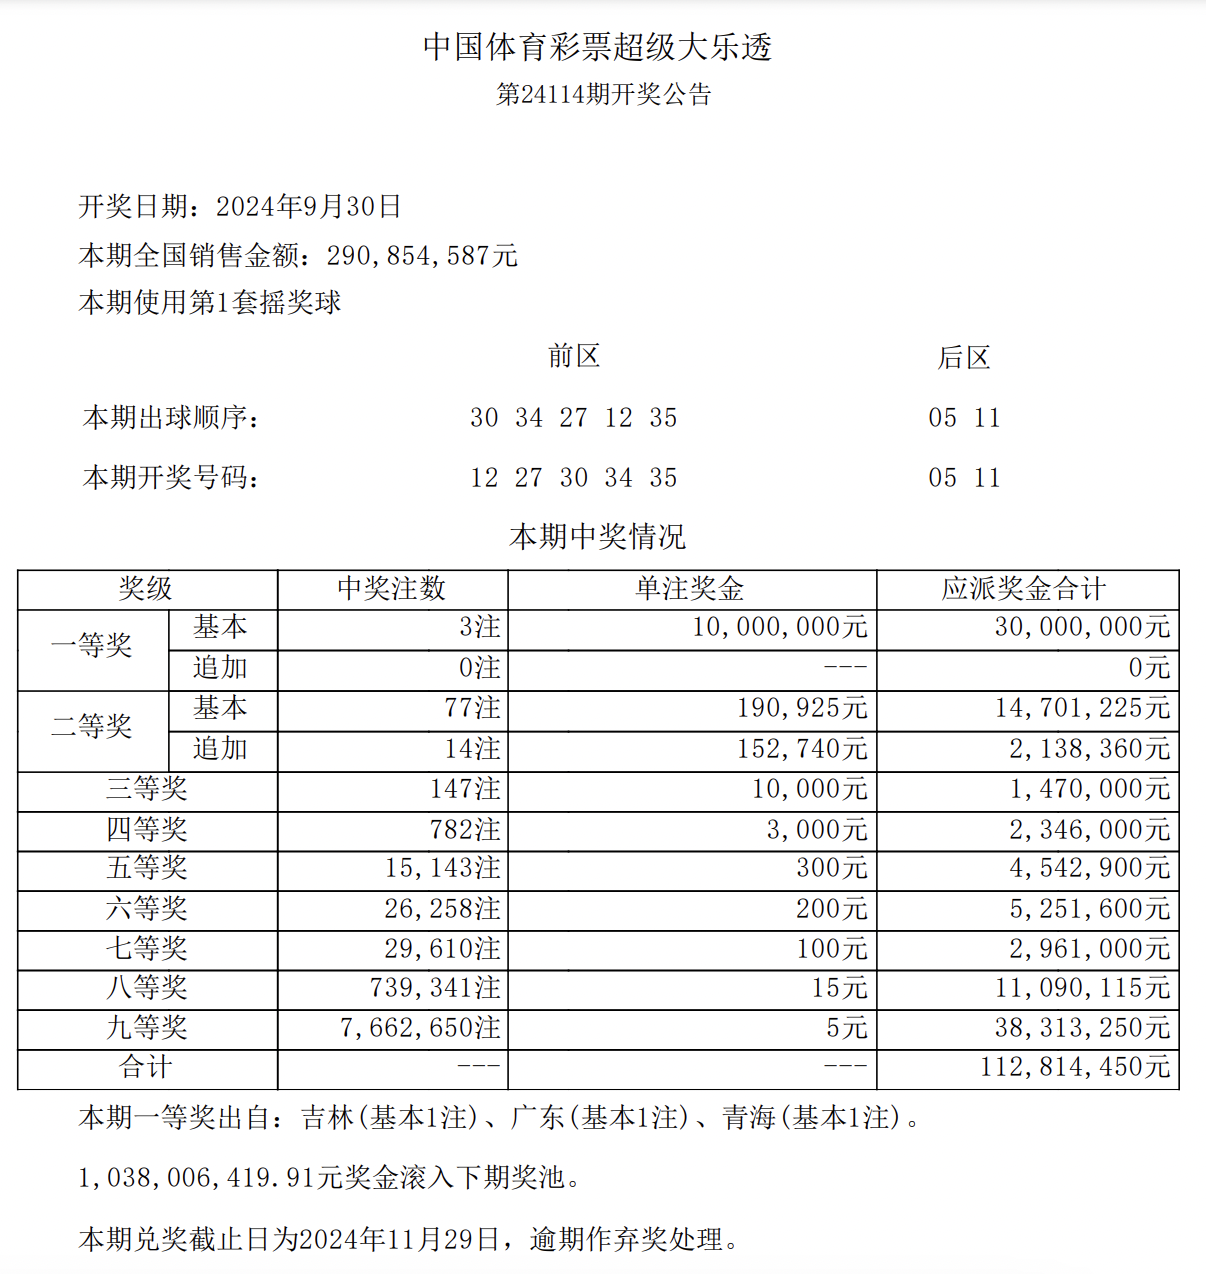 中国体育彩票超级大乐透
第24114期开奖公告
开奖日期：2024年9月30日
本期全国销售金额：290,854,587元
本期使用第1套摇奖球
前区 后区
本期出球顺序： 30 34 27 12 35 05 11
本期开奖号码： 12 27 30 34 35 05 11
本期中奖情况
奖级 中奖注数 单注奖金 应派奖金合计
一等奖 基本 3注 10,000,000元 30,000,000元
追加 0注 --- 0元
二等奖 基本 77注 190,925元 14,701,225元
追加 14注 152,740元 2,138,360元
三等奖 147注 10,000元 1,470,000元
四等奖 782注 3,000元 2,346,000元
五等奖 15,143注 300元 4,542,900元
六等奖 26,258注 200元 5,251,600元
七等奖 29,610注 100元 2,961,000元
八等奖 739,341注 15元 11,090,115元
九等奖 7,662,650注 5元 38,313,250元
合计 --- --- 112,814,450元
本期一等奖出自：吉林(基本1注)、广东(基本1注)、青海(基本1注)。
1,038,006,419.91元奖金滚入下期奖池。
本期兑奖截止日为2024年11月29日，逾期作弃奖处理。